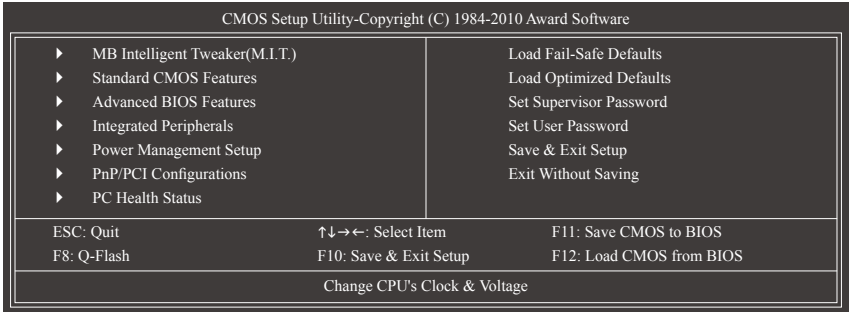 CMOS Setup Utility-Copyright (C) 1984-2010 Award Software
MB Intelligent Tweaker(M.I.T.)
Standard CMOS Features
Advanced BIOS Features
Integrated Peripherals
Power Management Setup
PnP/PCI Configurations
PC Health Status
Load Fail-Safe Defaults
Load Optimized Defaults
Set Supervisor Password
Set User Password
Save & Exit Setup
Exit Without Saving
ESC: Quit ↑↓→←: Select Item F11: Save CMOS to BIOS
F8: Q-Flash F10: Save & Exit Setup F12: Load CMOS from BIOS
Change CPU's Clock & Voltage